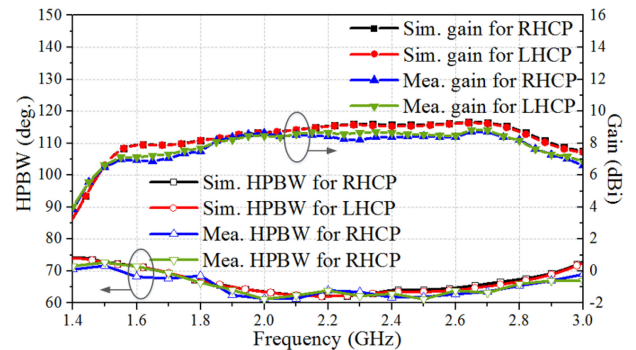 150
140
130
120
110
100
90
80
70
60
HPBW (deg.)
16
14
12
10
8
6
4
2
0
-2
Gain (dBi)
Sim. gain for RHCP
Sim. gain for LHCP
Mea. gain for RHCP
Mea. gain for LHCP
Sim. HPBW for RHCP
Sim. HPBW for LHCP
Mea. HPBW for RHCP
Mea. HPBW for RHCP
1.4 1.6 1.8 2.0 2.2 2.4 2.6 2.8 3.0
Frequency (GHz)